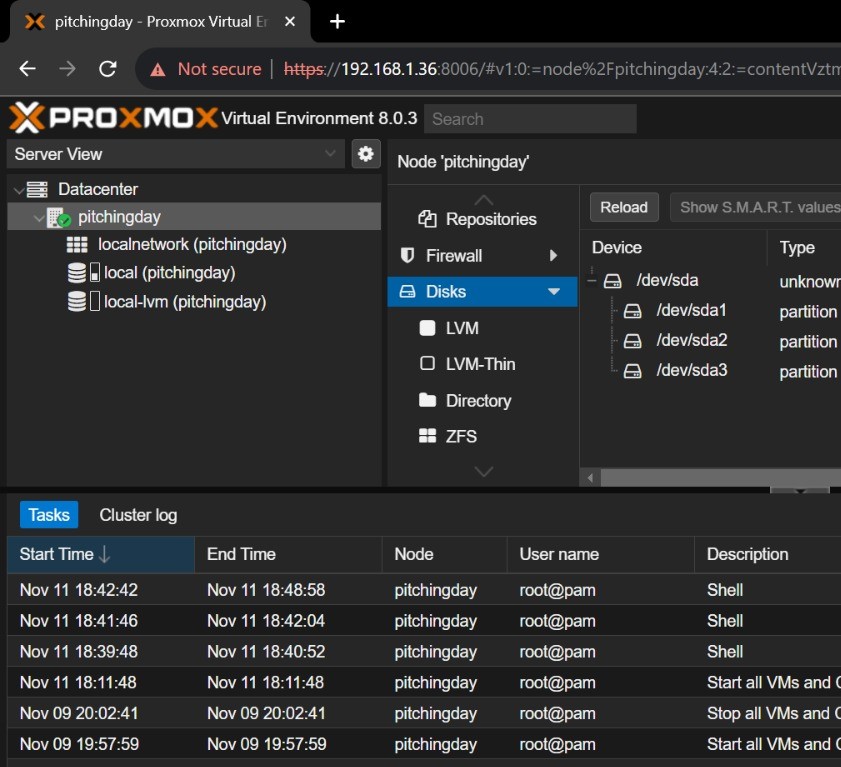 pitchingday - Proxmox Virtual En
Not secure | https://192.168.1.36:8006/#v1:0:=node%2Fpitchingday:4:2:=contentVztm
PROXMOX Virtual Environment 8.0.3 Search
Server View
Datacenter
pitchingday
localnetwork (pitchingday)
local (pitchingday)
local-lvm (pitchingday)
Node 'pitchingday'
Repositories
Firewall
Disks
LVM
LVM-Thin
Directory
ZFS
Reload Show S.M.A.R.T. values
Device Type
/dev/sda unknown
/dev/sda1 partition
/dev/sda2 partition
/dev/sda3 partition
Tasks Cluster log
Start Time End Time Node User name Description
Nov 11 18:42:42 Nov 11 18:48:58 pitchingday root@pam Shell
Nov 11 18:41:46 Nov 11 18:42:04 pitchingday root@pam Shell
Nov 11 18:39:48 Nov 11 18:40:52 pitchingday root@pam Shell
Nov 11 18:11:48 Nov 11 18:11:48 pitchingday root@pam Start all VMs and C
Nov 09 20:02:41 Nov 09 20:02:41 pitchingday root@pam Stop all VMs and C
Nov 09 19:57:59 Nov 09 19:57:59 pitchingday root@pam Start all VMs and C